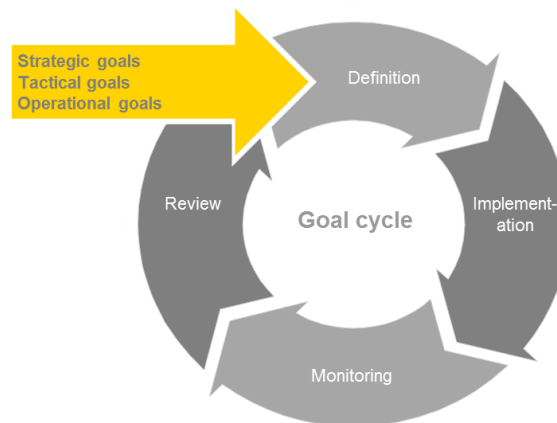 Strategic goals
Tactical goals
Operational goals
Definition
Review
Goal cycle
Implement-
ation
Monitoring